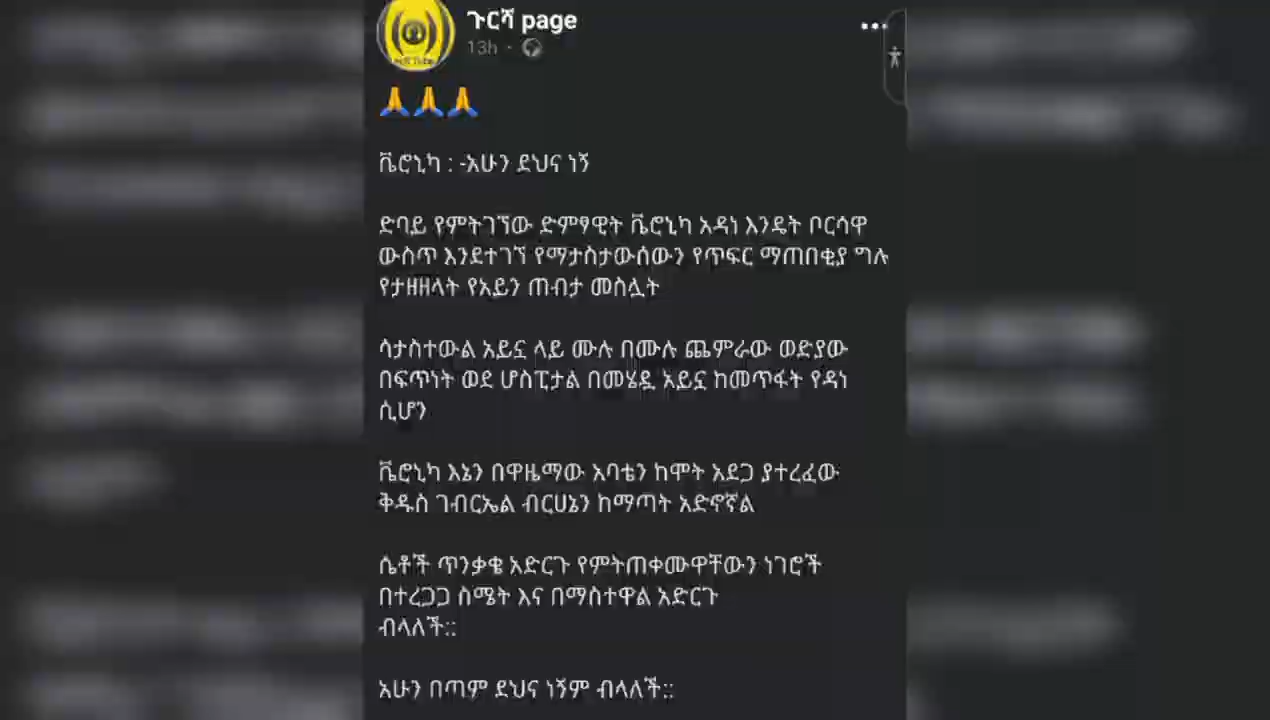 ጉርሻ page
13h
ቬሮኒካ : -አሁን ደህና ነኝ
ድባይ የምትገኘው ድምፃዊት ቬሮኒካ አዳነ እንዴት ቦርሳዋ
ውስጥ እንደተገኘ የማታስታውሰውን የጥፍር ማጠበቂያ ግሉ
የታዘዘላት የአይን ጠብታ መስሏት
ሳታስተውል አይኗ ላይ ሙሉ በሙሉ ጨምራው ወድያው
በፍጥነት ወደ ሆስፒታል በመሄዷ አይኗ ከመጥፋት የዳነ
ሲሆን
ቬሮኒካ እኔን በዋዜማው አባቴን ከሞት አደጋ ያተረፈው
ቅዱስ ገብርኤል ብርሀኔን ከማጣት አድኖኛል
ሴቶች ጥንቃቄ አድርጉ የምትጠቀሙዋቸውን ነገሮች
በተረጋጋ ስሜት እና በማስተዋል አድርጉ
ብላለች::
አሁን በጣም ደህና ነኝም ብላለች::